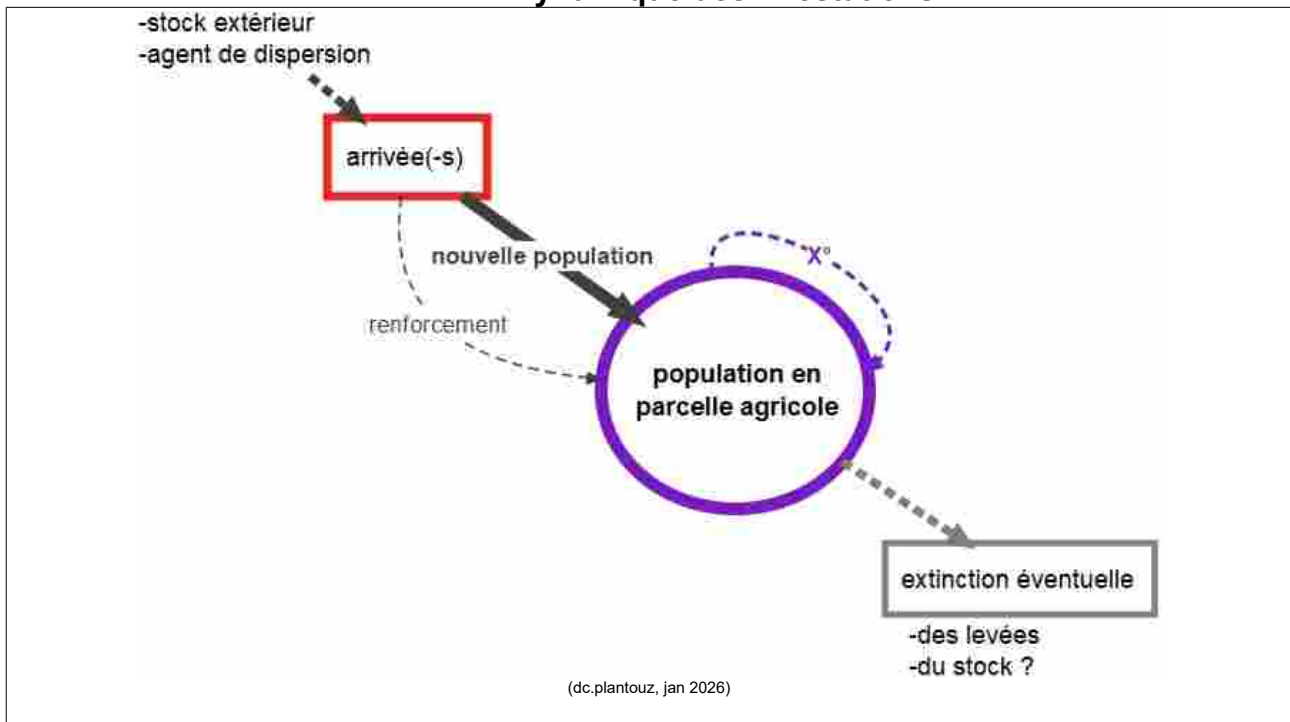 -stock extérieur
-agent de dispersion
arrivée(-s)
nouvelle population
renforcement
X°
population en
parcelle agricole
extinction éventuelle
-des levées
-du stock ?
(dc.plantouz, jan 2026)